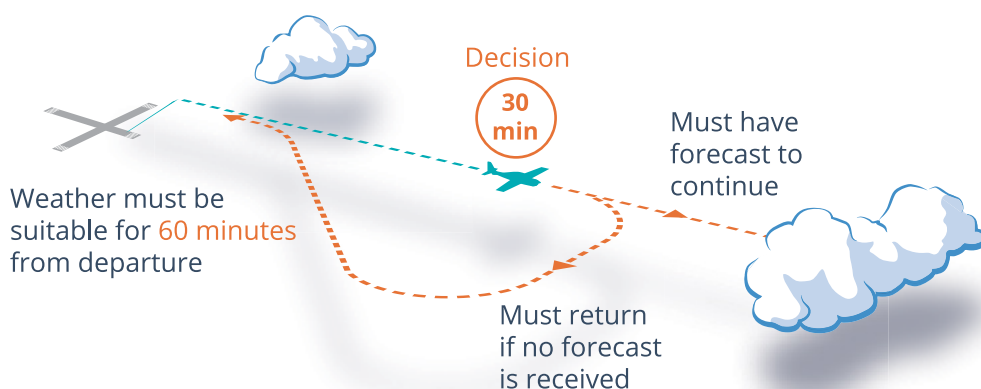 Decision
30
min
Must have
forecast to
continue
Weather must be
suitable for 60 minutes
from departure
Must return
if no forecast
is received